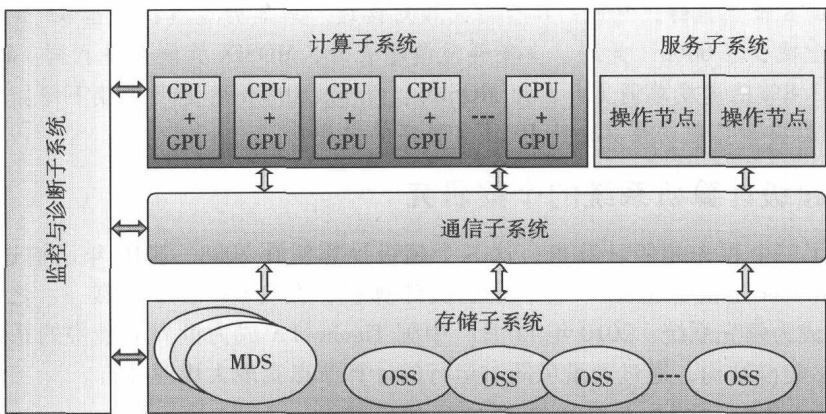 监控与诊断子系统
计算子系统
CPU
+
GPU
CPU
+
GPU
CPU
+
GPU
CPU
+
GPU
---
CPU
+
GPU
服务子系统
操作节点
操作节点
通信子系统
存储子系统
MDS
OSS
OSS
OSS
---
OSS